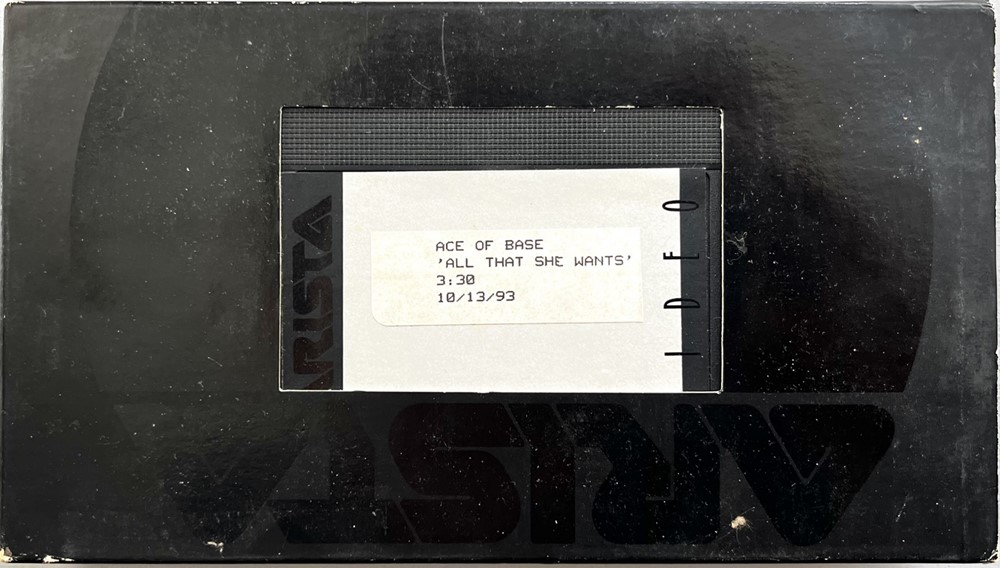 ARISTA
ACE OF BASE
'ALL THAT SHE WANTS'
3:30
10/13/93
IDEO
ARISTA